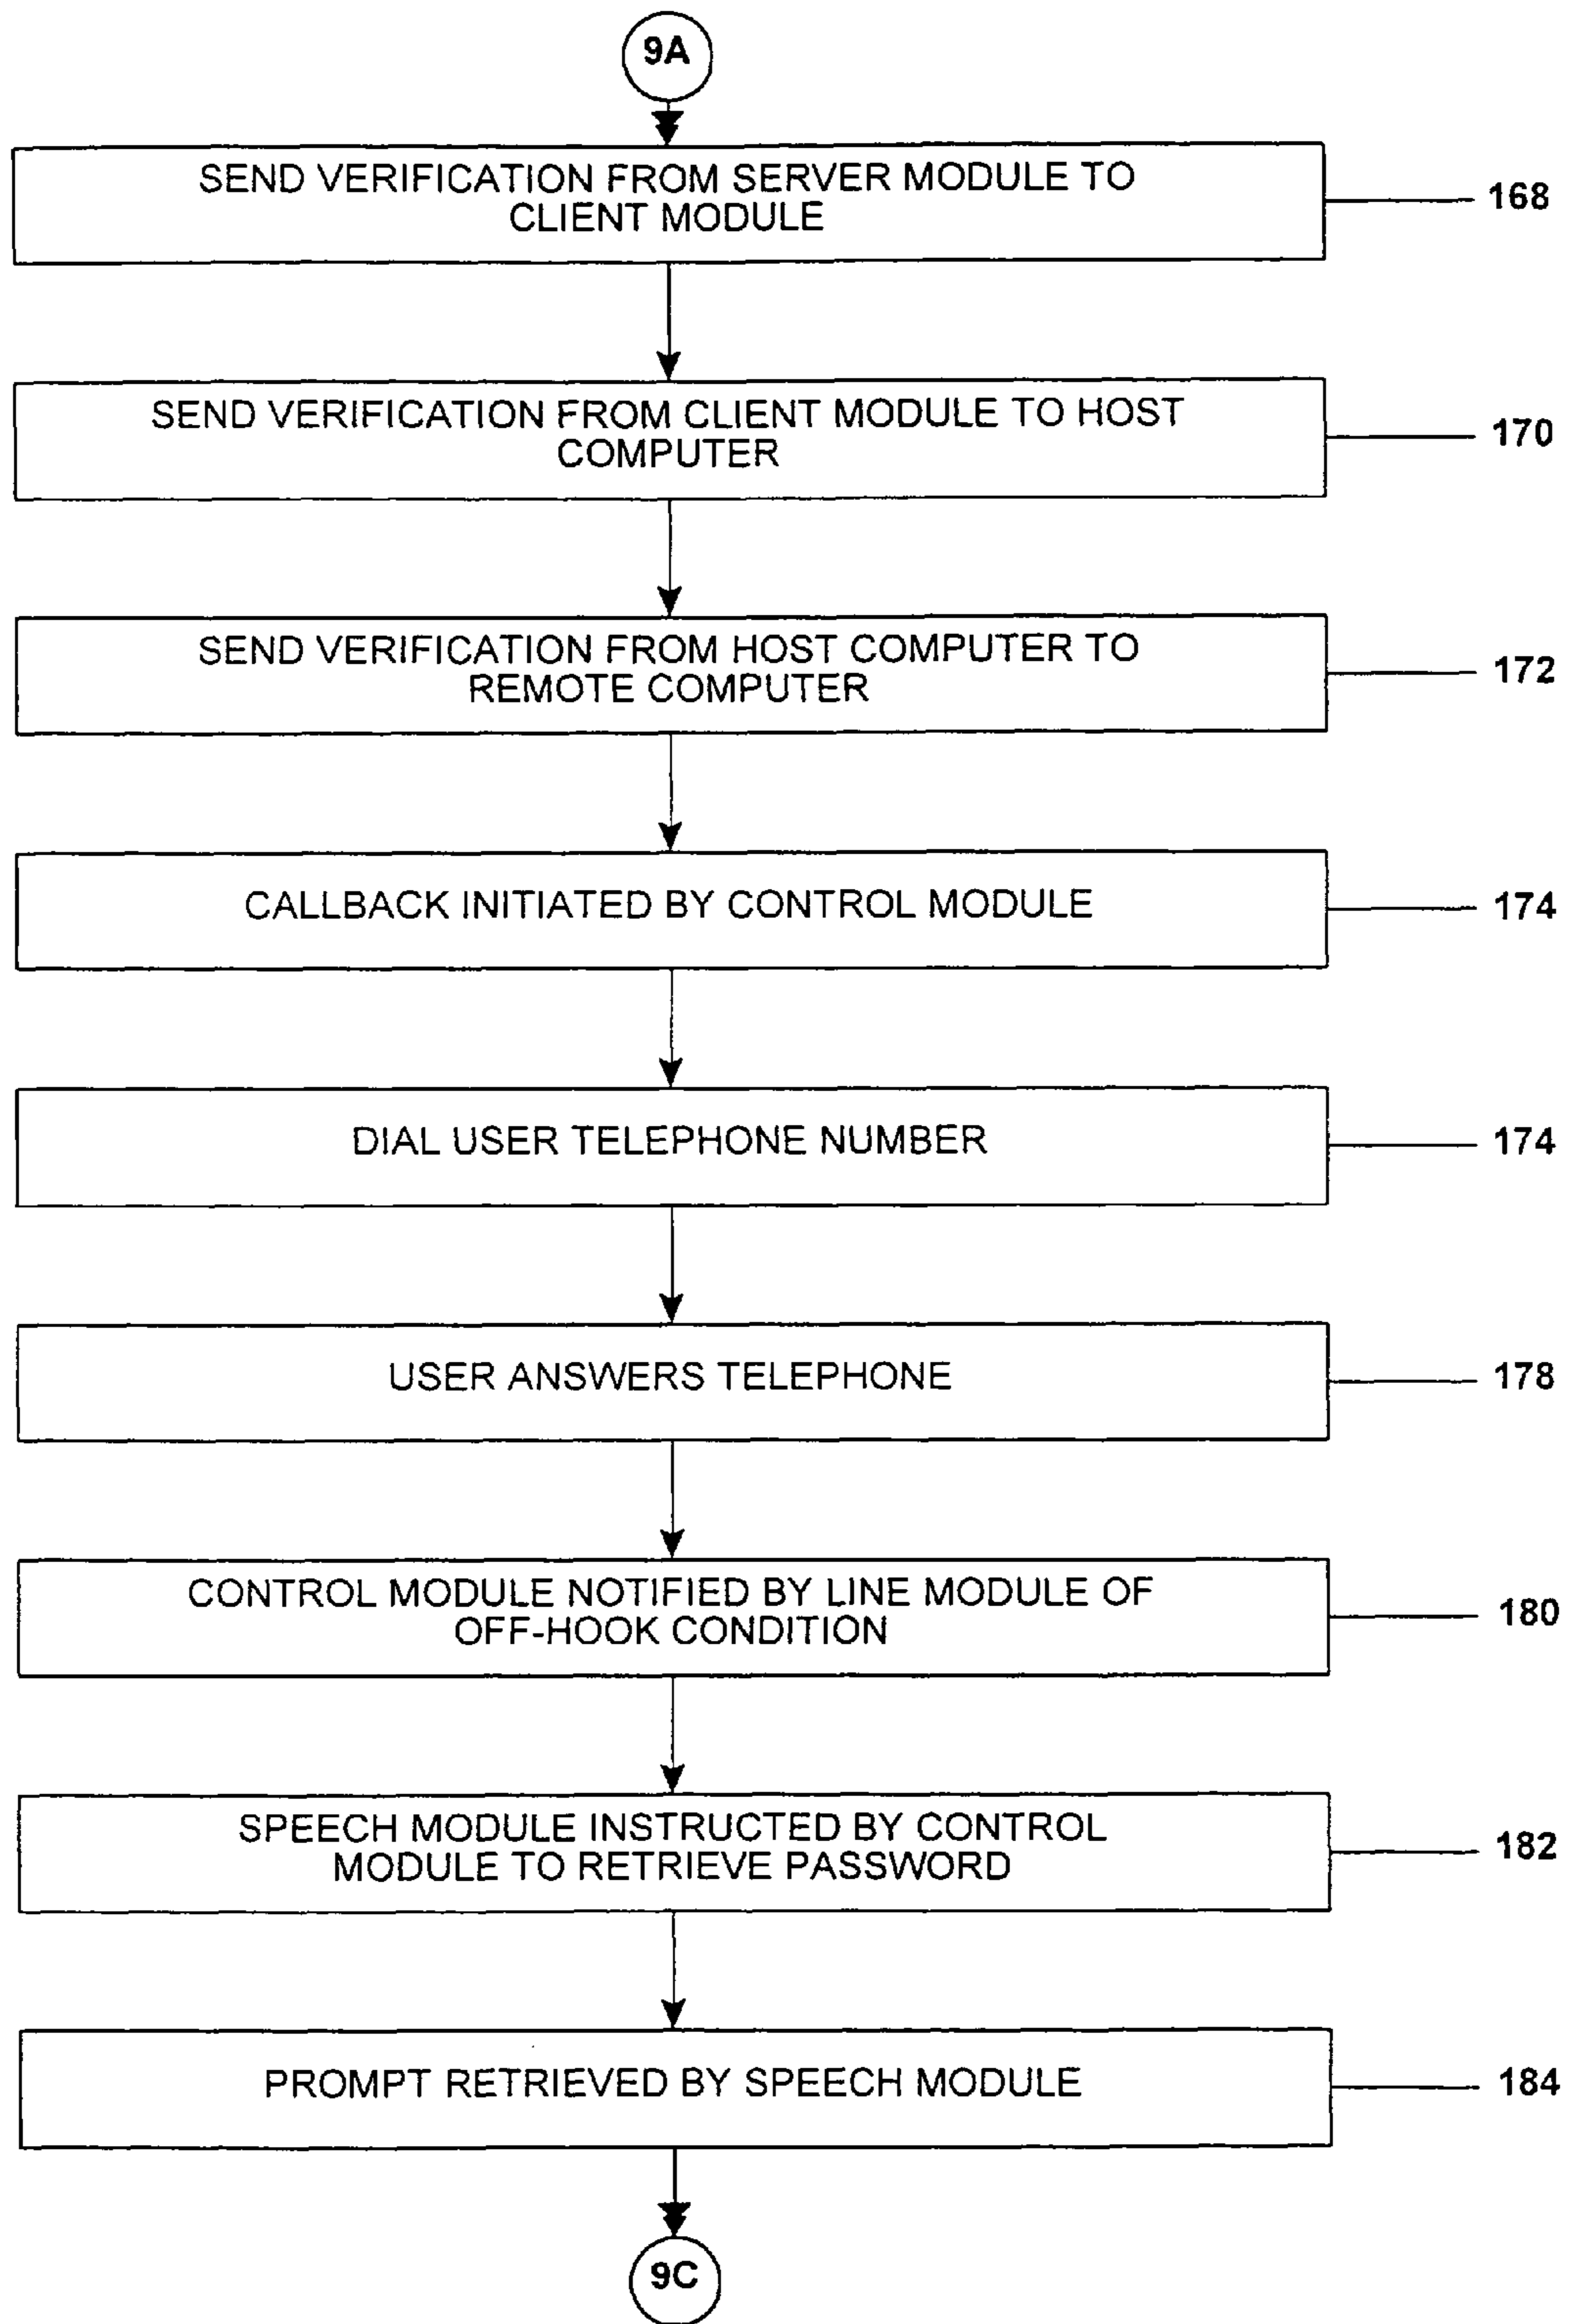 9A
SEND VERIFICATION FROM SERVER MODULE TO
CLIENT MODULE
168
SEND VERIFICATION FROM CLIENT MODULE TO HOST
COMPUTER
170
SEND VERIFICATION FROM HOST COMPUTER TO
REMOTE COMPUTER
172
CALLBACK INITIATED BY CONTROL MODULE
174
DIAL USER TELEPHONE NUMBER
174
USER ANSWERS TELEPHONE
178
CONTROL MODULE NOTIFIED BY LINE MODULE OF
OFF-HOOK CONDITION
180
SPEECH MODULE INSTRUCTED BY CONTROL
MODULE TO RETRIEVE PASSWORD
182
PROMPT RETRIEVED BY SPEECH MODULE
184
9C